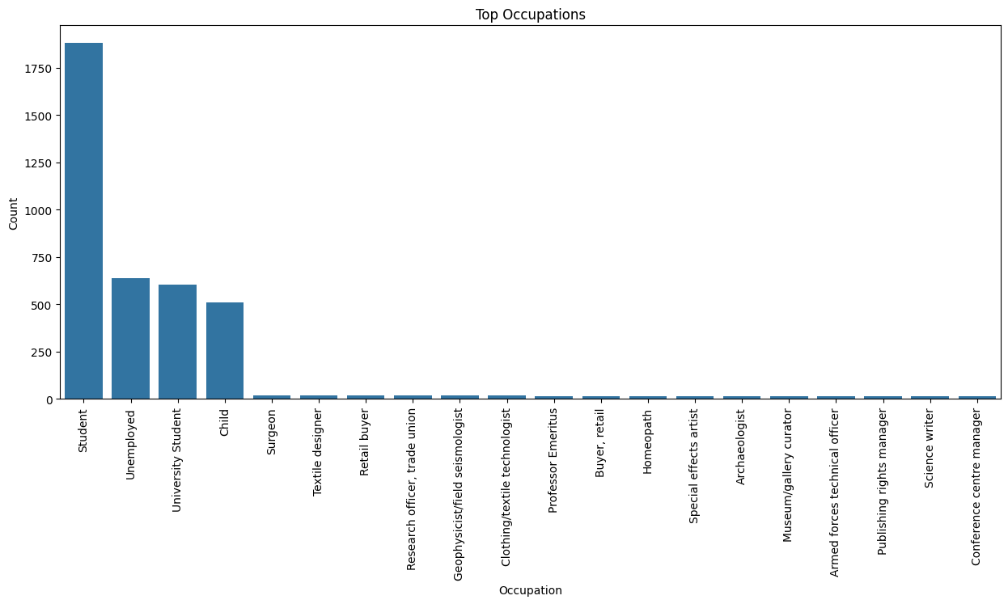 Top Occupations
Count
1750
1500
1250
1000
750
500
250
0
Student
Unemployed
University Student
Child
Surgeon
Textile designer
Retail buyer
Research officer, trade union
Geophysicist/field seismologist
Clothing/textile technologist
Professor Emeritus
Buyer, retail
Homeopath
Special effects artist
Archaeologist
Museum/gallery curator
Armed forces technical officer
Publishing rights manager
Science writer
Conference centre manager
Occupation